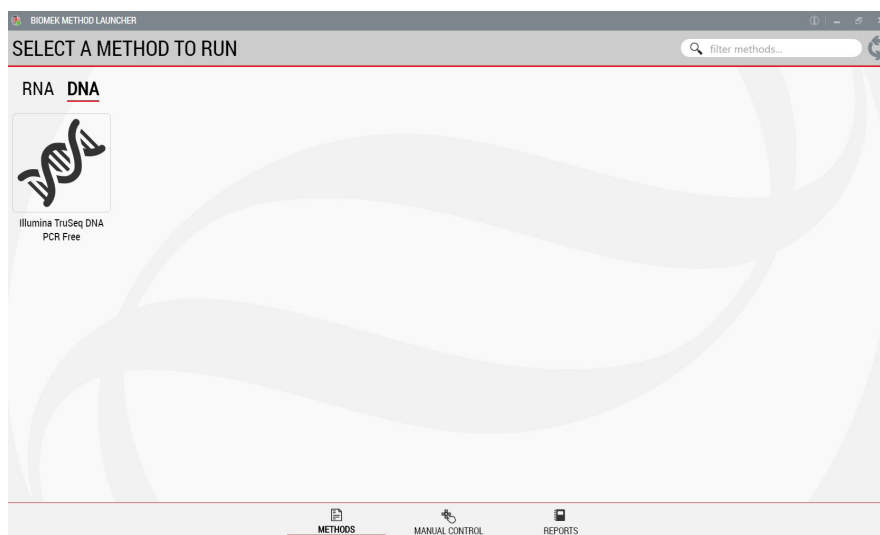 BIOMEK METHOD LAUNCHER
SELECT A METHOD TO RUN
filter methods...
RNA DNA
Illumina TruSeq DNA
PCR Free
METHODS
MANUAL CONTROL
REPORTS